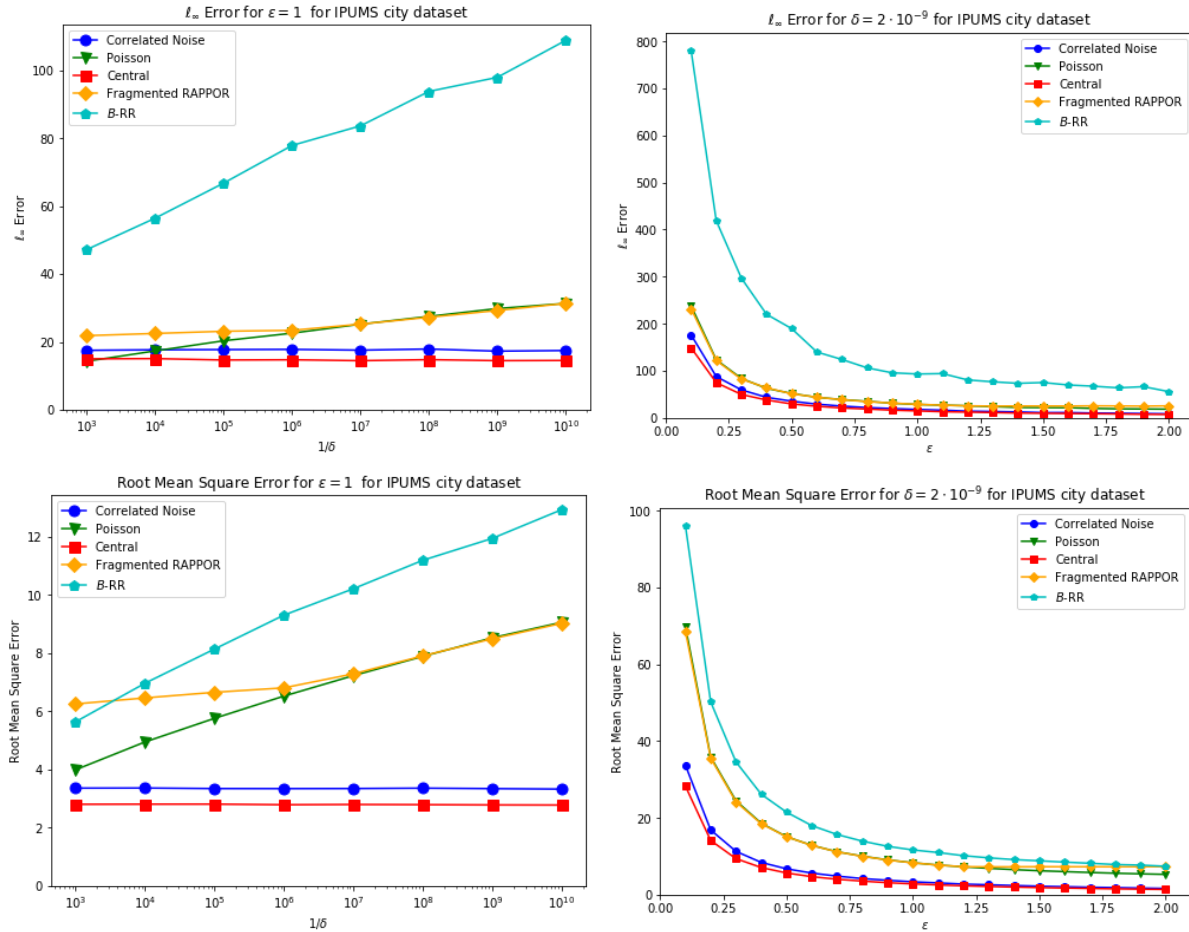 ℓ∞ Error for ε = 1 for IPUMS city dataset
Correlated Noise
Poisson
Central
Fragmented RAPPOR
B-RR
ℓ∞ Error
100
80
60
40
20
0
10³ 10⁴ 10⁵ 10⁶ 10⁷ 10⁸ 10⁹ 10¹⁰
1/δ
ℓ∞ Error for δ = 2 · 10⁻⁹ for IPUMS city dataset
Correlated Noise
Poisson
Central
Fragmented RAPPOR
B-RR
ℓ∞ Error
800
700
600
500
400
300
200
100
0
0.00 0.25 0.50 0.75 1.00 1.25 1.50 1.75 2.00
ε
Root Mean Square Error for ε = 1 for IPUMS city dataset
Correlated Noise
Poisson
Central
Fragmented RAPPOR
B-RR
Root Mean Square Error
12
10
8
6
4
2
0
10³ 10⁴ 10⁵ 10⁶ 10⁷ 10⁸ 10⁹ 10¹⁰
1/δ
Root Mean Square Error for δ = 2 · 10⁻⁹ for IPUMS city dataset
Correlated Noise
Poisson
Central
Fragmented RAPPOR
B-RR
Root Mean Square Error
100
80
60
40
20
0
0.00 0.25 0.50 0.75 1.00 1.25 1.50 1.75 2.00
ε